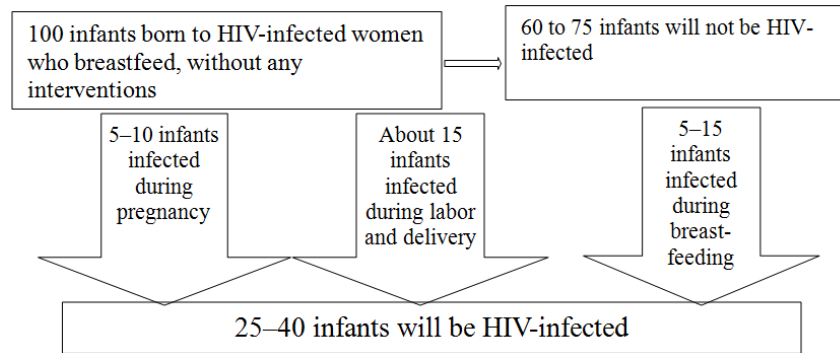 100 infants born to HIV-infected women
who breastfeed, without any
interventions
60 to 75 infants will not be HIV-
infected
5–10 infants
infected
during
pregnancy
About 15
infants
infected
during labor
and delivery
5–15
infants
infected
during
breast-
feeding
25–40 infants will be HIV-infected